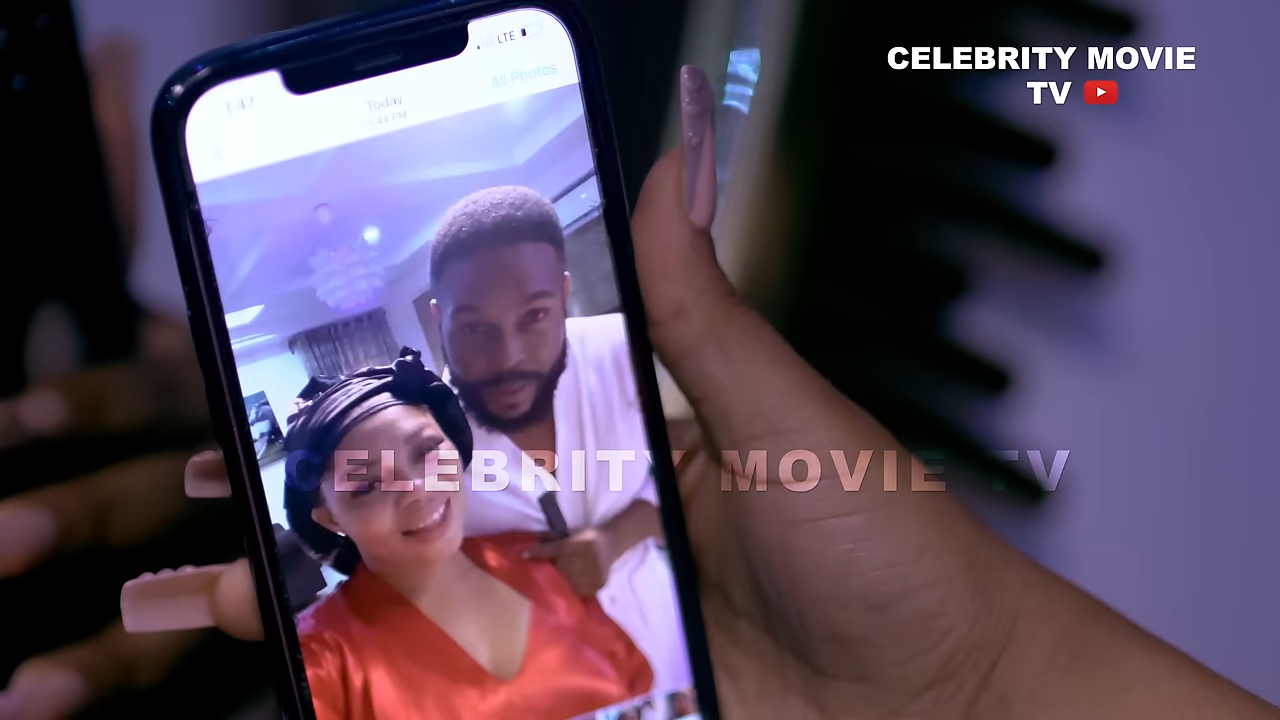 CELEBRITY MOVIE
TV
LTE
All Photos
Today
CELEBRITY MOVIE TV